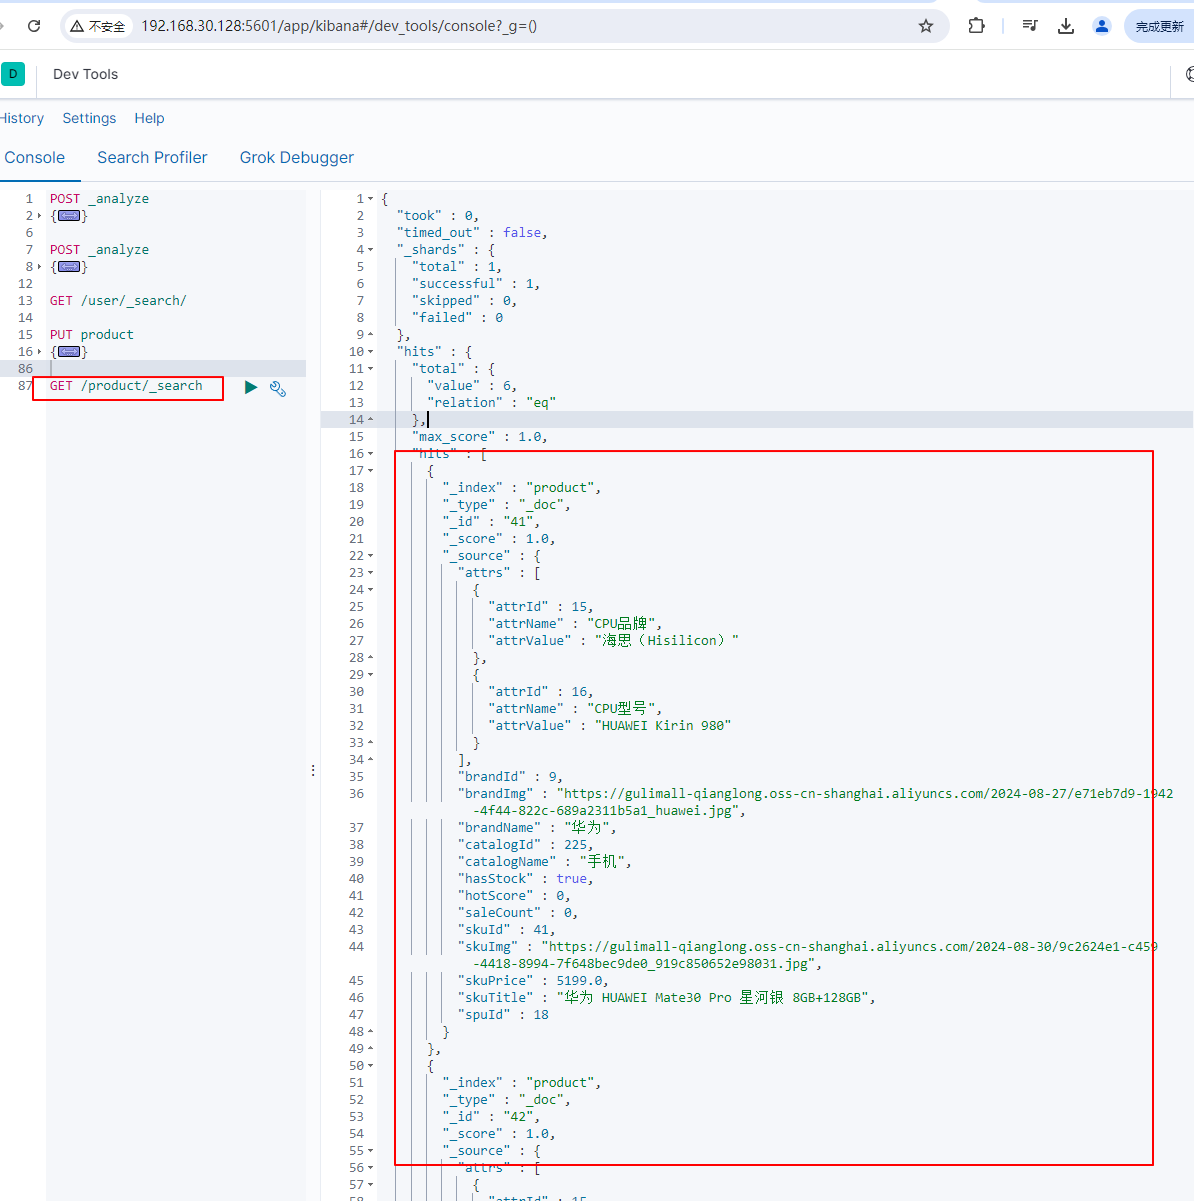 不安全 192.168.30.128:5601/app/kibana#/dev_tools/console?_g=() 完成更新
D Dev Tools
History Settings Help
Console Search Profiler Grok Debugger
1 POST _analyze
2 {
}
6
7 POST _analyze
8 {
}
12
13 GET /user/_search/
14
15 PUT product
16 {
}
86
87 GET /product/_search
1 {
2 "took" : 0,
3 "timed_out" : false,
4 "_shards" : {
5 "total" : 1,
6 "successful" : 1,
7 "skipped" : 0,
8 "failed" : 0
9 },
10 "hits" : {
11 "total" : {
12 "value" : 6,
13 "relation" : "eq"
14 },
15 "max_score" : 1.0,
16 "hits" : [
17 {
18 "_index" : "product",
19 "_type" : "_doc",
20 "_id" : "41",
21 "_score" : 1.0,
22 "_source" : {
23 "attrs" : [
24 {
25 "attrId" : 15,
26 "attrName" : "CPU品牌",
27 "attrValue" : "海思（Hisilicon）"
28 },
29 {
30 "attrId" : 16,
31 "attrName" : "CPU型号",
32 "attrValue" : "HUAWEI Kirin 980"
33 }
34 ],
35 "brandId" : 9,
36 "brandImg" : "https://gulimall-qianglong.oss-cn-shanghai.aliyuncs.com/2024-08-27/e71eb7d9-1942
-4f44-822c-689a2311b5a1_huawei.jpg",
37 "brandName" : "华为",
38 "catalogId" : 225,
39 "catalogName" : "手机",
40 "hasStock" : true,
41 "hotScore" : 0,
42 "saleCount" : 0,
43 "skuId" : 41,
44 "skuImg" : "https://gulimall-qianglong.oss-cn-shanghai.aliyuncs.com/2024-08-30/9c2624e1-c459
-4418-8994-7f648bec9de0_919c850652e98031.jpg",
45 "skuPrice" : 5199.0,
46 "skuTitle" : "华为 HUAWEI Mate30 Pro 星河银 8GB+128GB",
47 "spuId" : 18
48 }
49 },
50 {
51 "_index" : "product",
52 "_type" : "_doc",
53 "_id" : "42",
54 "_score" : 1.0,
55 "_source" : {
56 "attrs" : [
57 {
58 "attrId" : 15